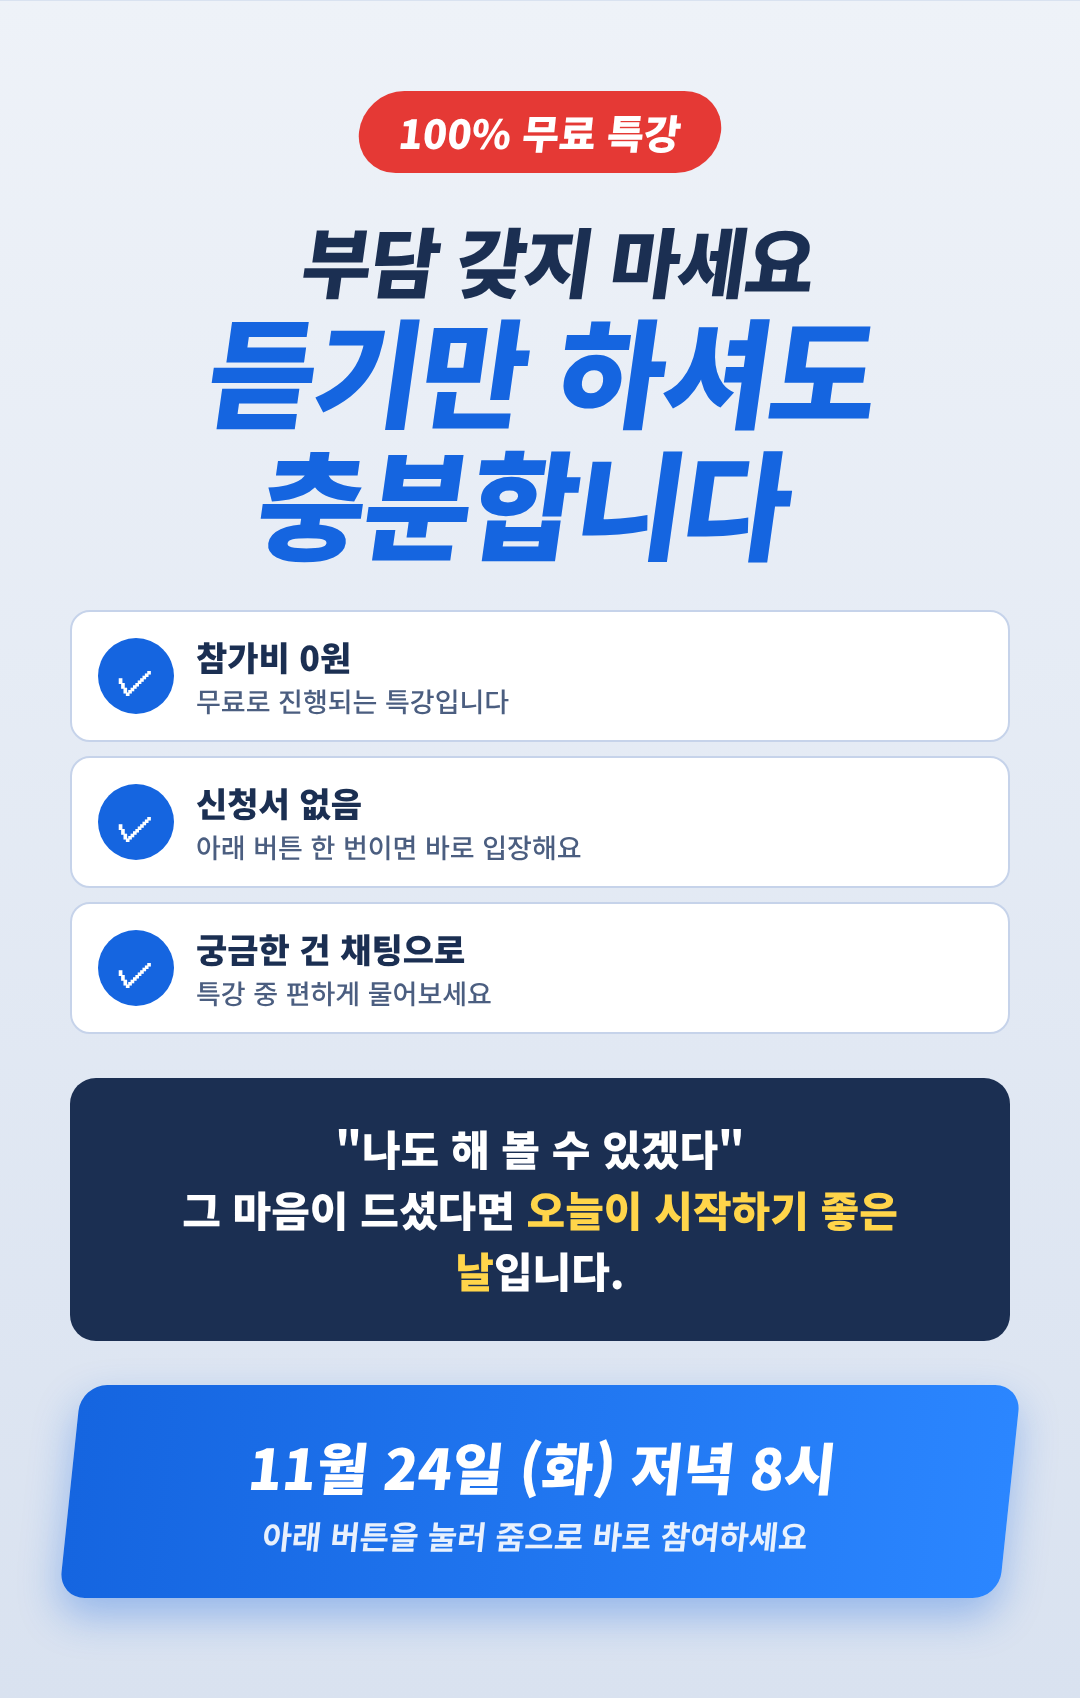 100% 무료 특강
부담 갖지 마세요
듣기만 하셔도
충분합니다
참가비 0원
무료로 진행되는 특강입니다
신청서 없음
아래 버튼 한 번이면 바로 입장해요
궁금한 건 채팅으로
특강 중 편하게 물어보세요
"나도 해 볼 수 있겠다"
그 마음이 드셨다면 오늘이 시작하기 좋은
날입니다.
11월 24일 (화) 저녁 8시
아래 버튼을 눌러 줌으로 바로 참여하세요